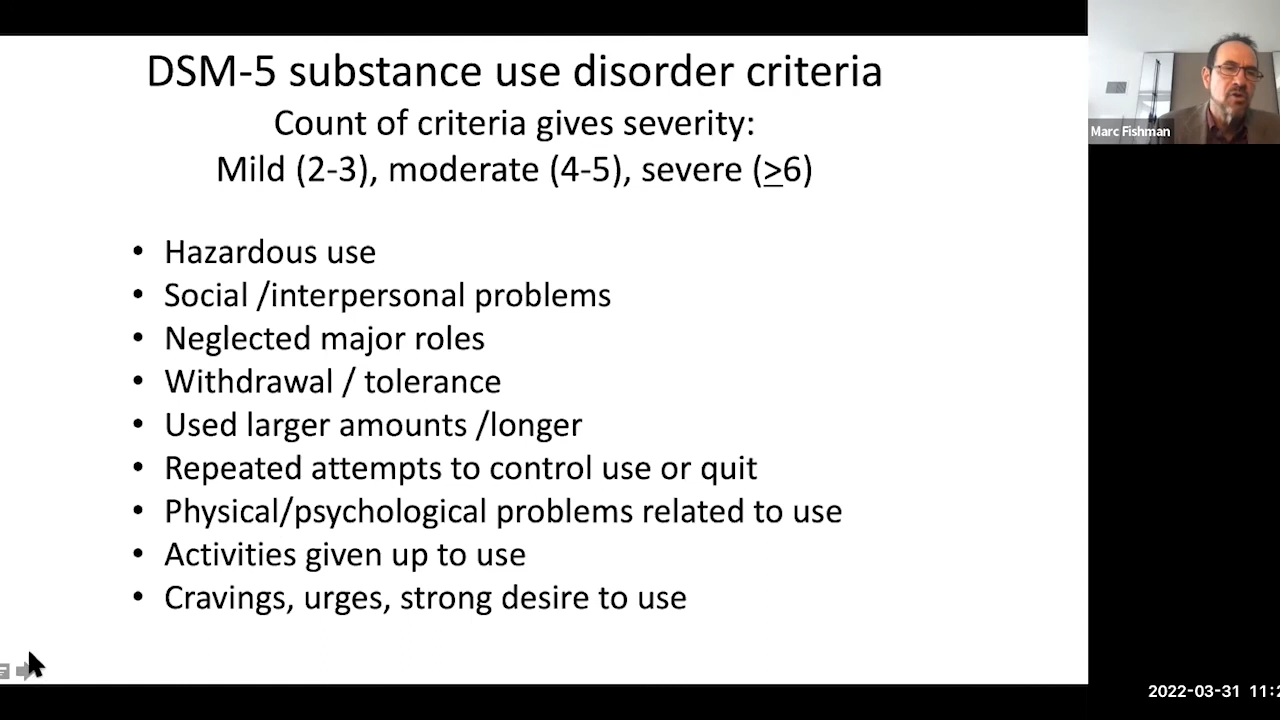 DSM-5 substance use disorder criteria
Count of criteria gives severity:
Mild (2-3), moderate (4-5), severe (≥6)
• Hazardous use
• Social /interpersonal problems
• Neglected major roles
• Withdrawal / tolerance
• Used larger amounts /longer
• Repeated attempts to control use or quit
• Physical/psychological problems related to use
• Activities given up to use
• Cravings, urges, strong desire to use
Marc Fishman
2022-03-31 11:2